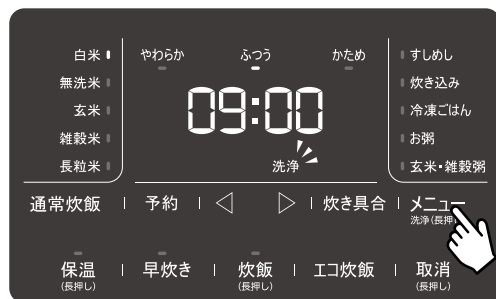 白米
無洗米
玄米
雑穀米
長粒米
やわらか ふつう かため
09:00
洗浄
すしめし
炊き込み
冷凍ごはん
お粥
玄米・雑穀粥
通常炊飯 予約 炊き具合 メニュー
洗浄(長押し)
保温 早炊き 炊飯 エコ炊飯 取消
(長押し) (長押し) (長押し)